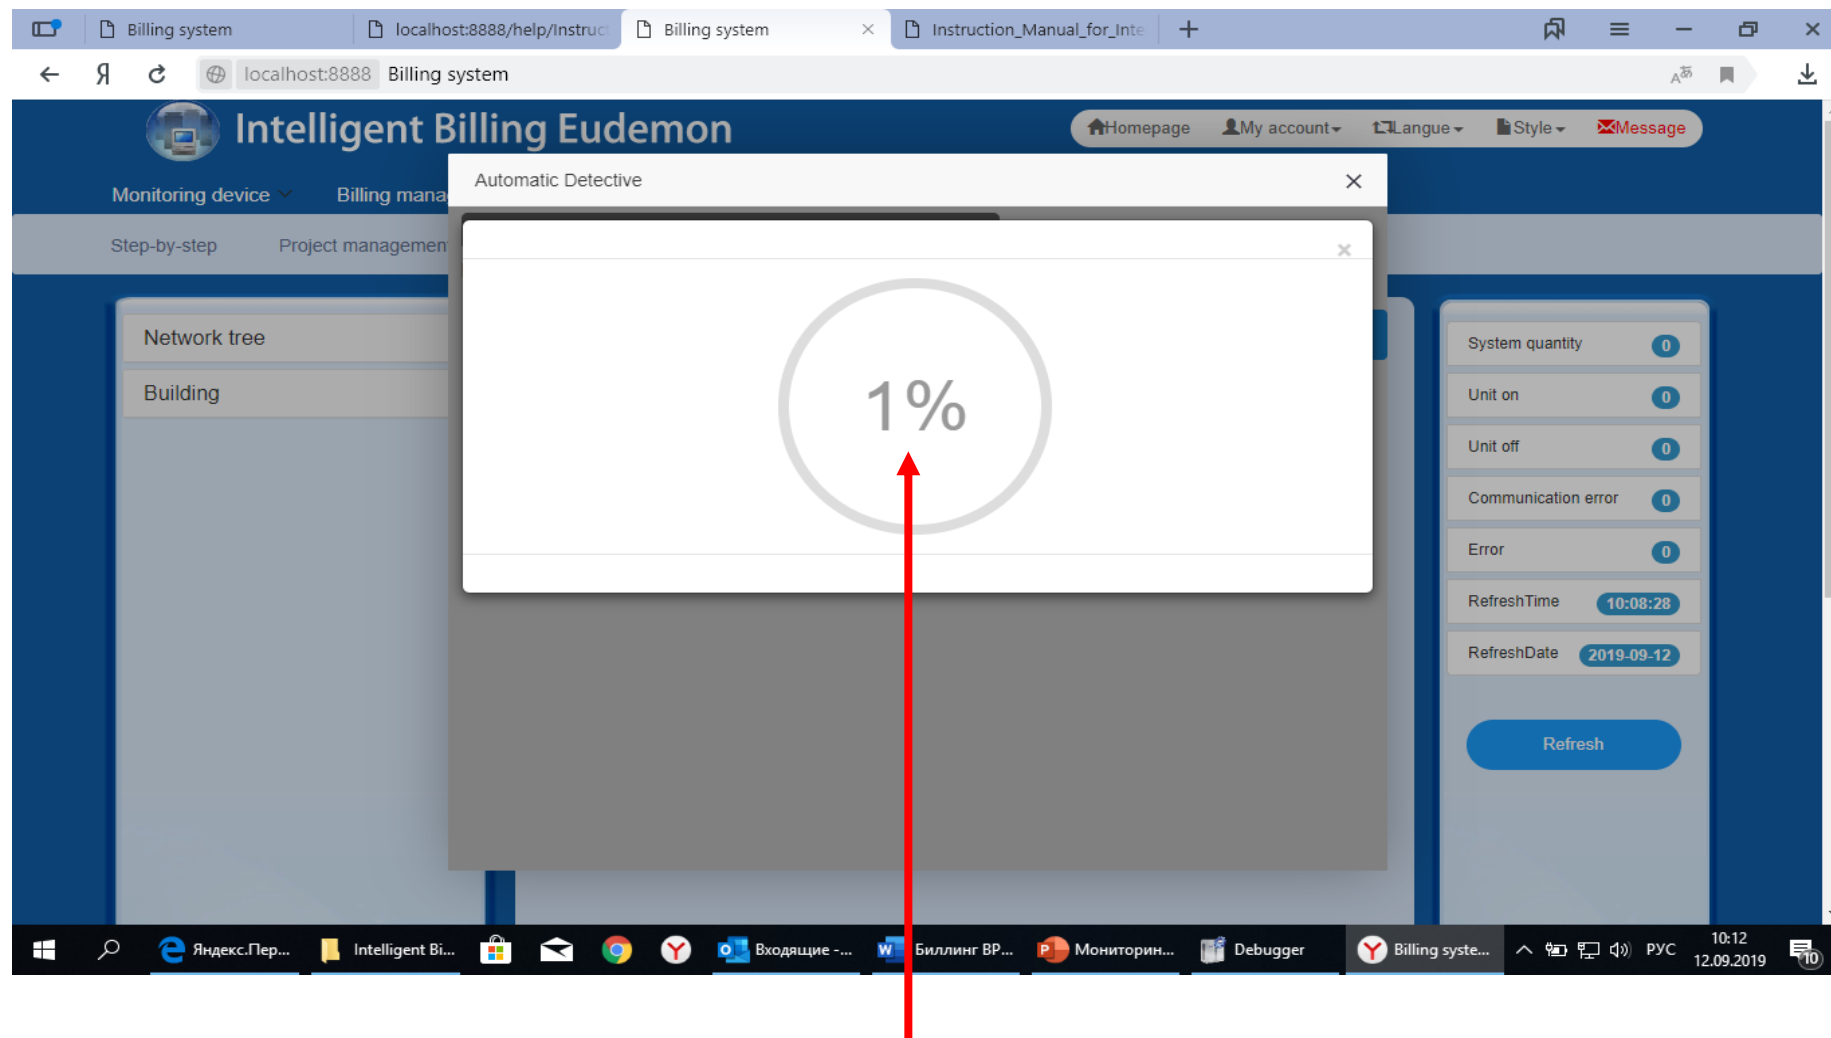 Billing system
localhost:8888/help/Instruc
Billing system
Instruction_Manual_for_Inte
localhost:8888 Billing system
Intelligent Billing Eudemon
Homepage My account Langue Style Message
Monitoring device Billing mana
Automatic Detective
Step-by-step Project managemen
1%
Network tree
Building
System quantity 0
Unit on 0
Unit off 0
Communication error 0
Error 0
RefreshTime 10:08:28
RefreshDate 2019-09-12
Refresh
Яндекс.Пер... Intelligent Bi... Входящие -... Биллинг ВР... Мониторин... Debugger Billing syste... РУС 10:12
12.09.2019 10